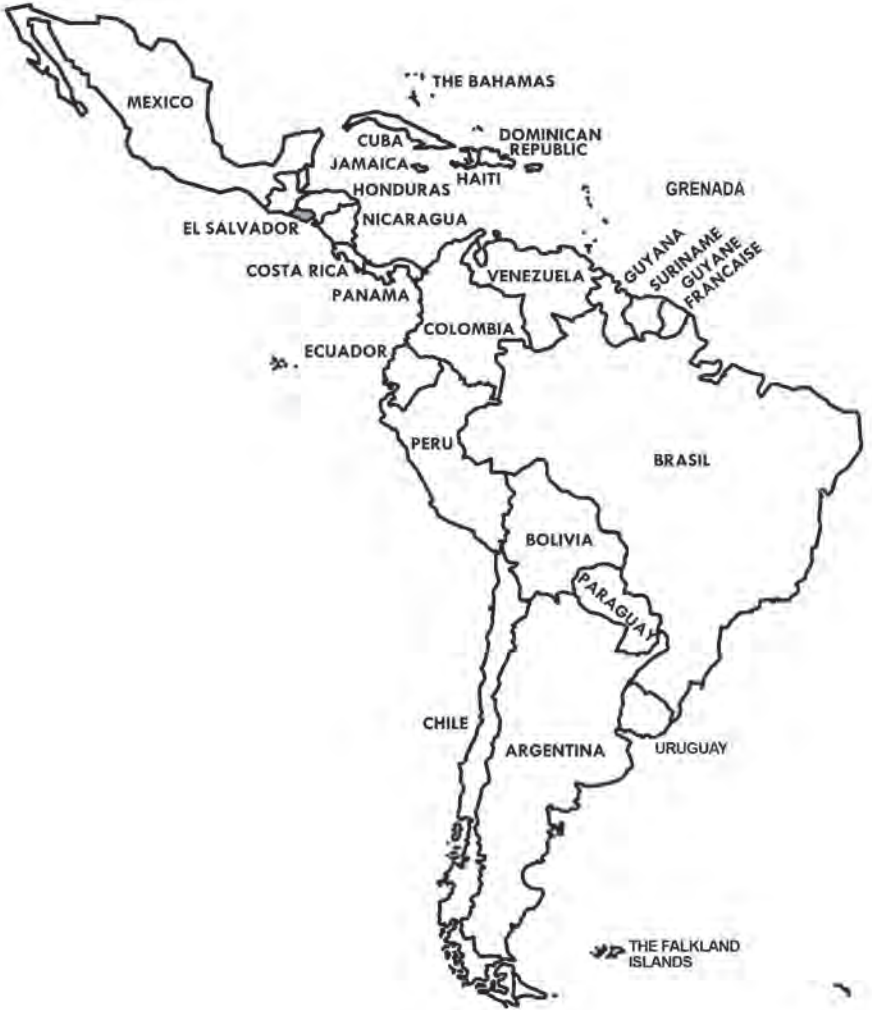 THE BAHAMAS
MEXICO
CUBA
DOMINICAN
REPUBLIC
JAMAICA
HAITI
HONDURAS
GRENADA
EL SALVADOR
NICARAGUA
COSTA RICA
PANAMA
VENEZUELA
GUYANA
SURINAME
GUYANE
FRANCAISE
COLOMBIA
ECUADOR
PERU
BRASIL
BOLIVIA
PARAGUAY
CHILE
ARGENTINA
URUGUAY
THE FALKLAND
ISLANDS